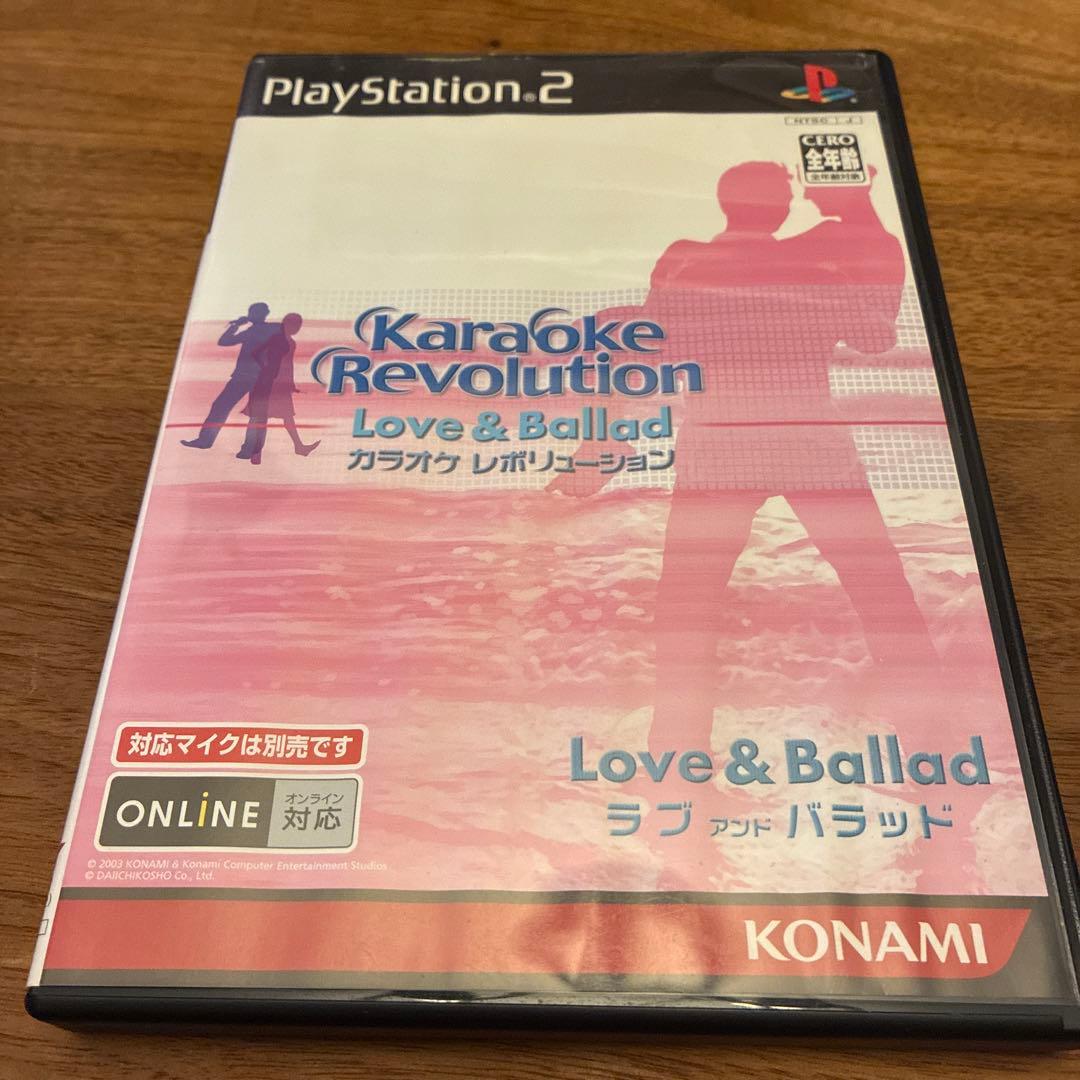 PlayStation®2
NTSC J
CERO
全年齢
全年齢対象
Karaoke
Revolution
Love & Ballad
カラオケ レボリューション
対応マイクは別売です
ONLiNE オンライン対応
Love & Ballad
ラブ アンド バラッド
© 2003 KONAMI & Konami Computer Entertainment Studios
© DAIICHIKOSHO Co., Ltd.
KONAMI